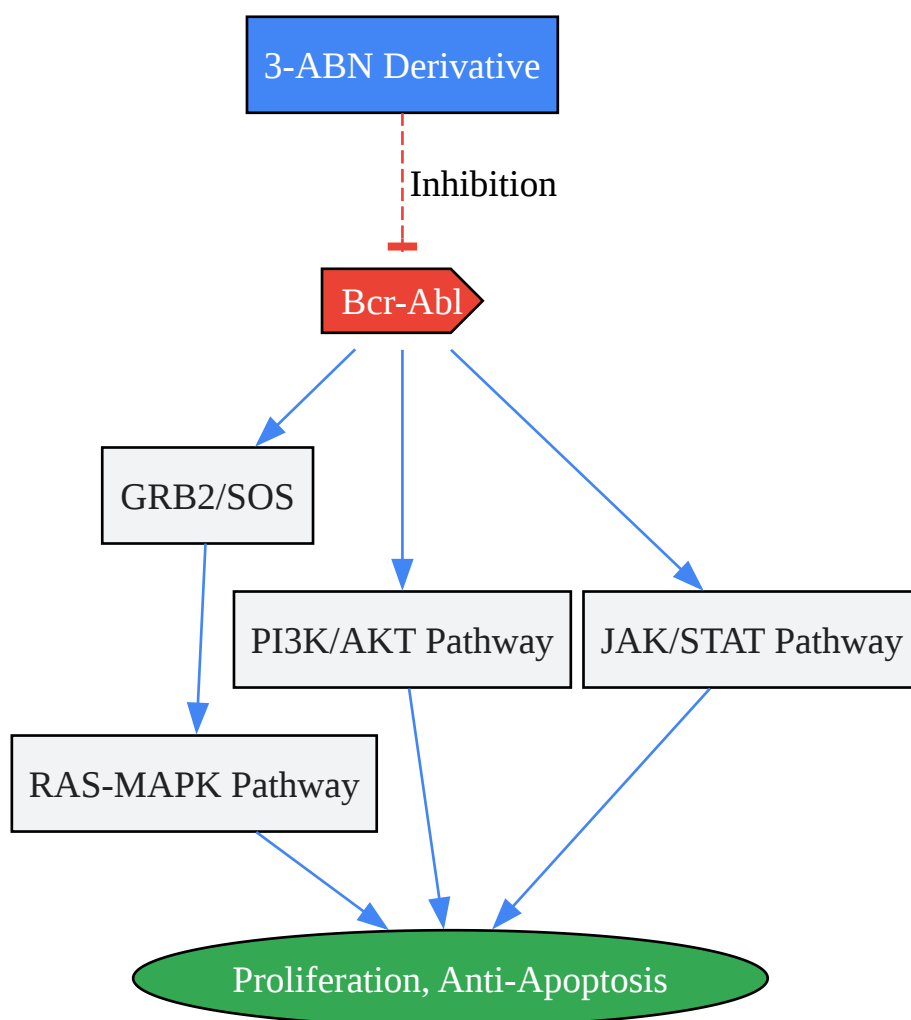 3-ABN Derivative
Inhibition
Bcr-Abl
GRB2/SOS
PI3K/AKT Pathway
JAK/STAT Pathway
RAS-MAPK Pathway
Proliferation, Anti-Apoptosis